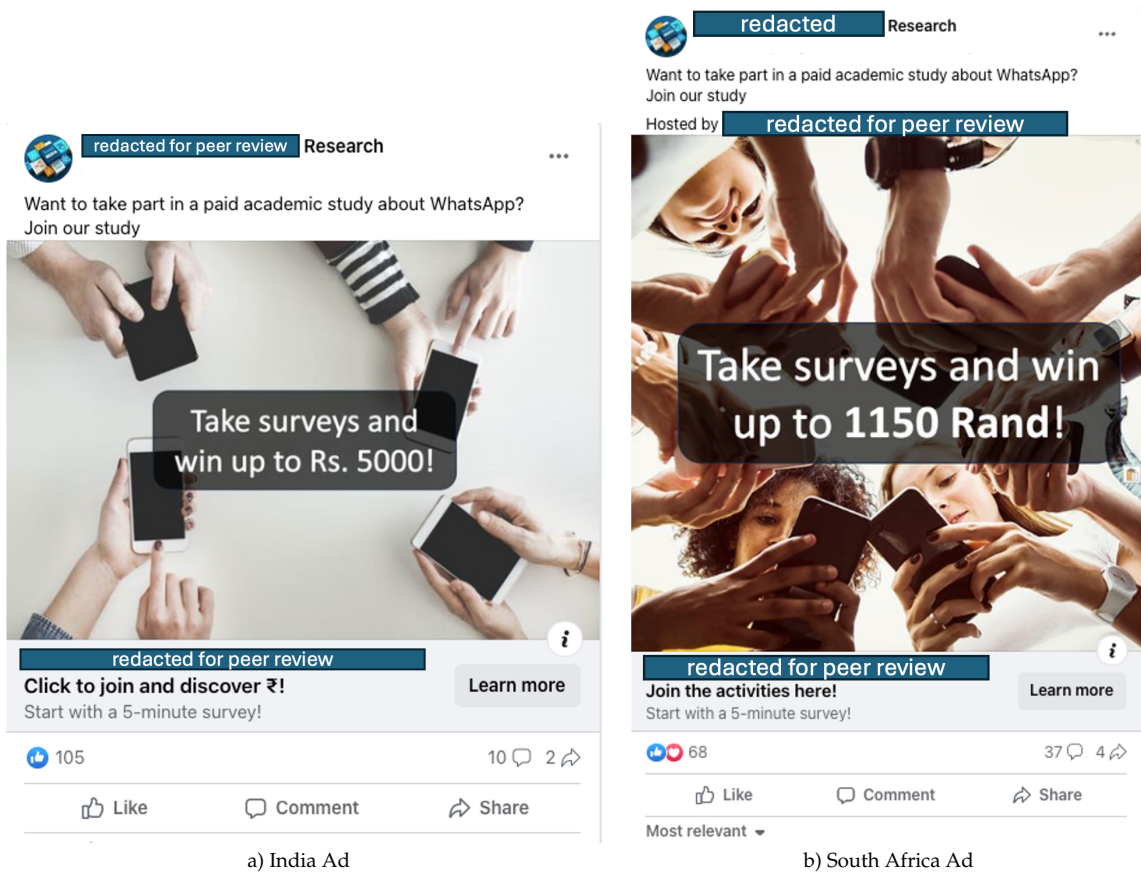 redacted for peer review Research
Want to take part in a paid academic study about WhatsApp?
Join our study
Take surveys and
win up to Rs. 5000!
redacted for peer review
Click to join and discover ₹!
Start with a 5-minute survey!
Learn more
105
10 2
Like Comment Share
a) India Ad
redacted Research
Want to take part in a paid academic study about WhatsApp?
Join our study
Hosted by redacted for peer review
Take surveys and win
up to 1150 Rand!
redacted for peer review
Join the activities here!
Start with a 5-minute survey!
Learn more
68
37 4
Like Comment Share
Most relevant
b) South Africa Ad